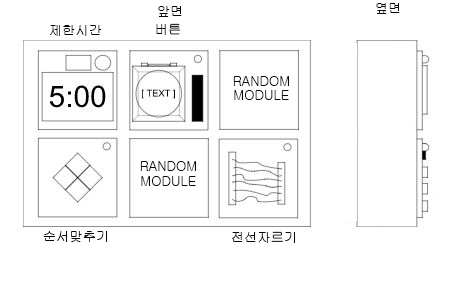 앞면
옆면
제한시간
버튼
5:00
[ TEXT ]
RANDOM
MODULE
RANDOM
MODULE
순서맞추기
전선자르기